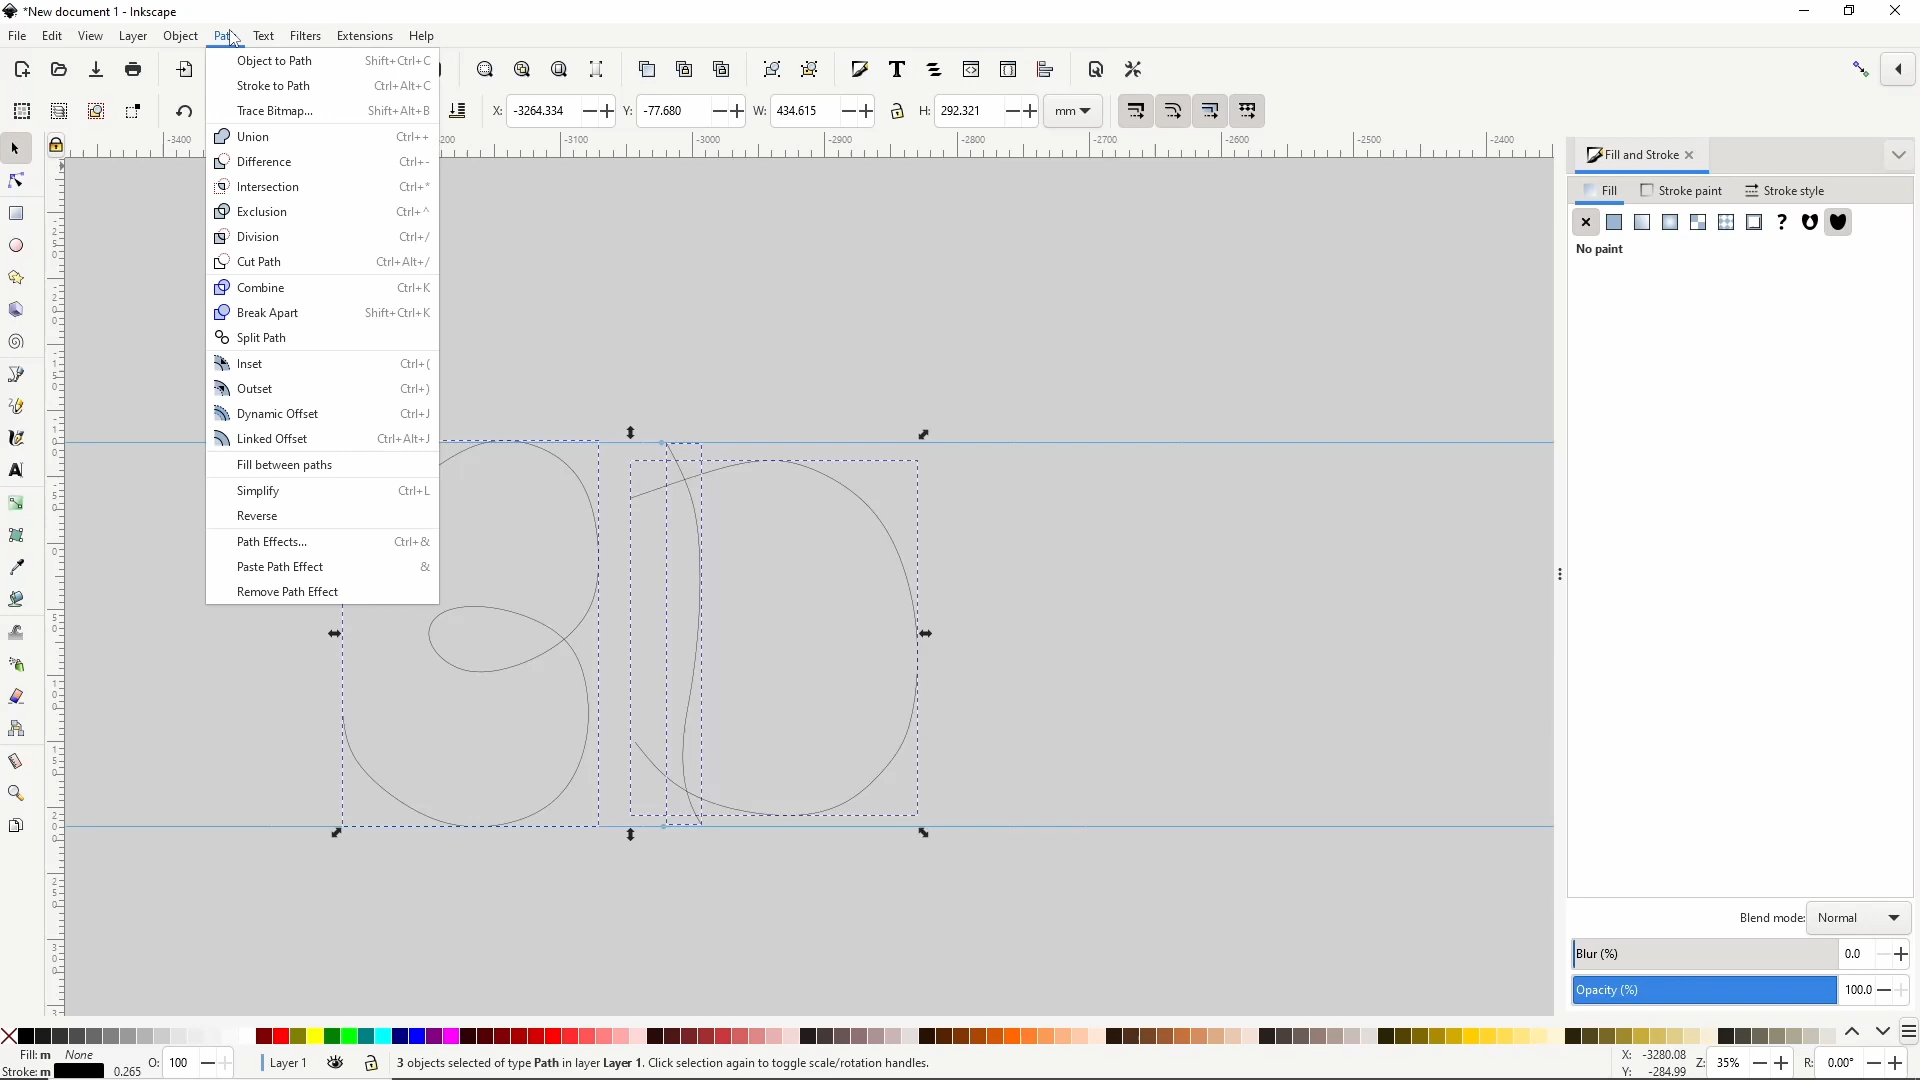 *New document 1 - Inkscape
File Edit View Layer Object Path Text Filters Extensions Help
Object to Path Shift+Ctrl+C
Stroke to Path Ctrl+Alt+C
Trace Bitmap... Shift+Alt+B
X: -3264.334 Y: -77.680 W: 434.615 H: 292.321 mm
Union Ctrl++
Difference Ctrl+-
Intersection Ctrl+*
Exclusion Ctrl+^
Division Ctrl+/
Cut Path Ctrl+Alt+/
Combine Ctrl+K
Break Apart Shift+Ctrl+K
Split Path
Inset Ctrl+(
Outset Ctrl+)
Dynamic Offset Ctrl+J
Linked Offset Ctrl+Alt+J
Fill between paths
Simplify Ctrl+L
Reverse
Path Effects... Ctrl+&
Paste Path Effect &
Remove Path Effect
-3400 200 -3100 -3000 -2900 -2800 -2700 -2600 -2500 -2400
Fill and Stroke
Fill Stroke paint Stroke style
No paint
Blend mode: Normal
Blur (%) 0.0
Opacity (%) 100.0
Fill: m None
Stroke: m 0.265
O: 100
Layer 1
3 objects selected of type Path in layer Layer 1. Click selection again to toggle scale/rotation handles.
X: -3280.08
Y: -284.99
Z: 35%
R: 0.00°